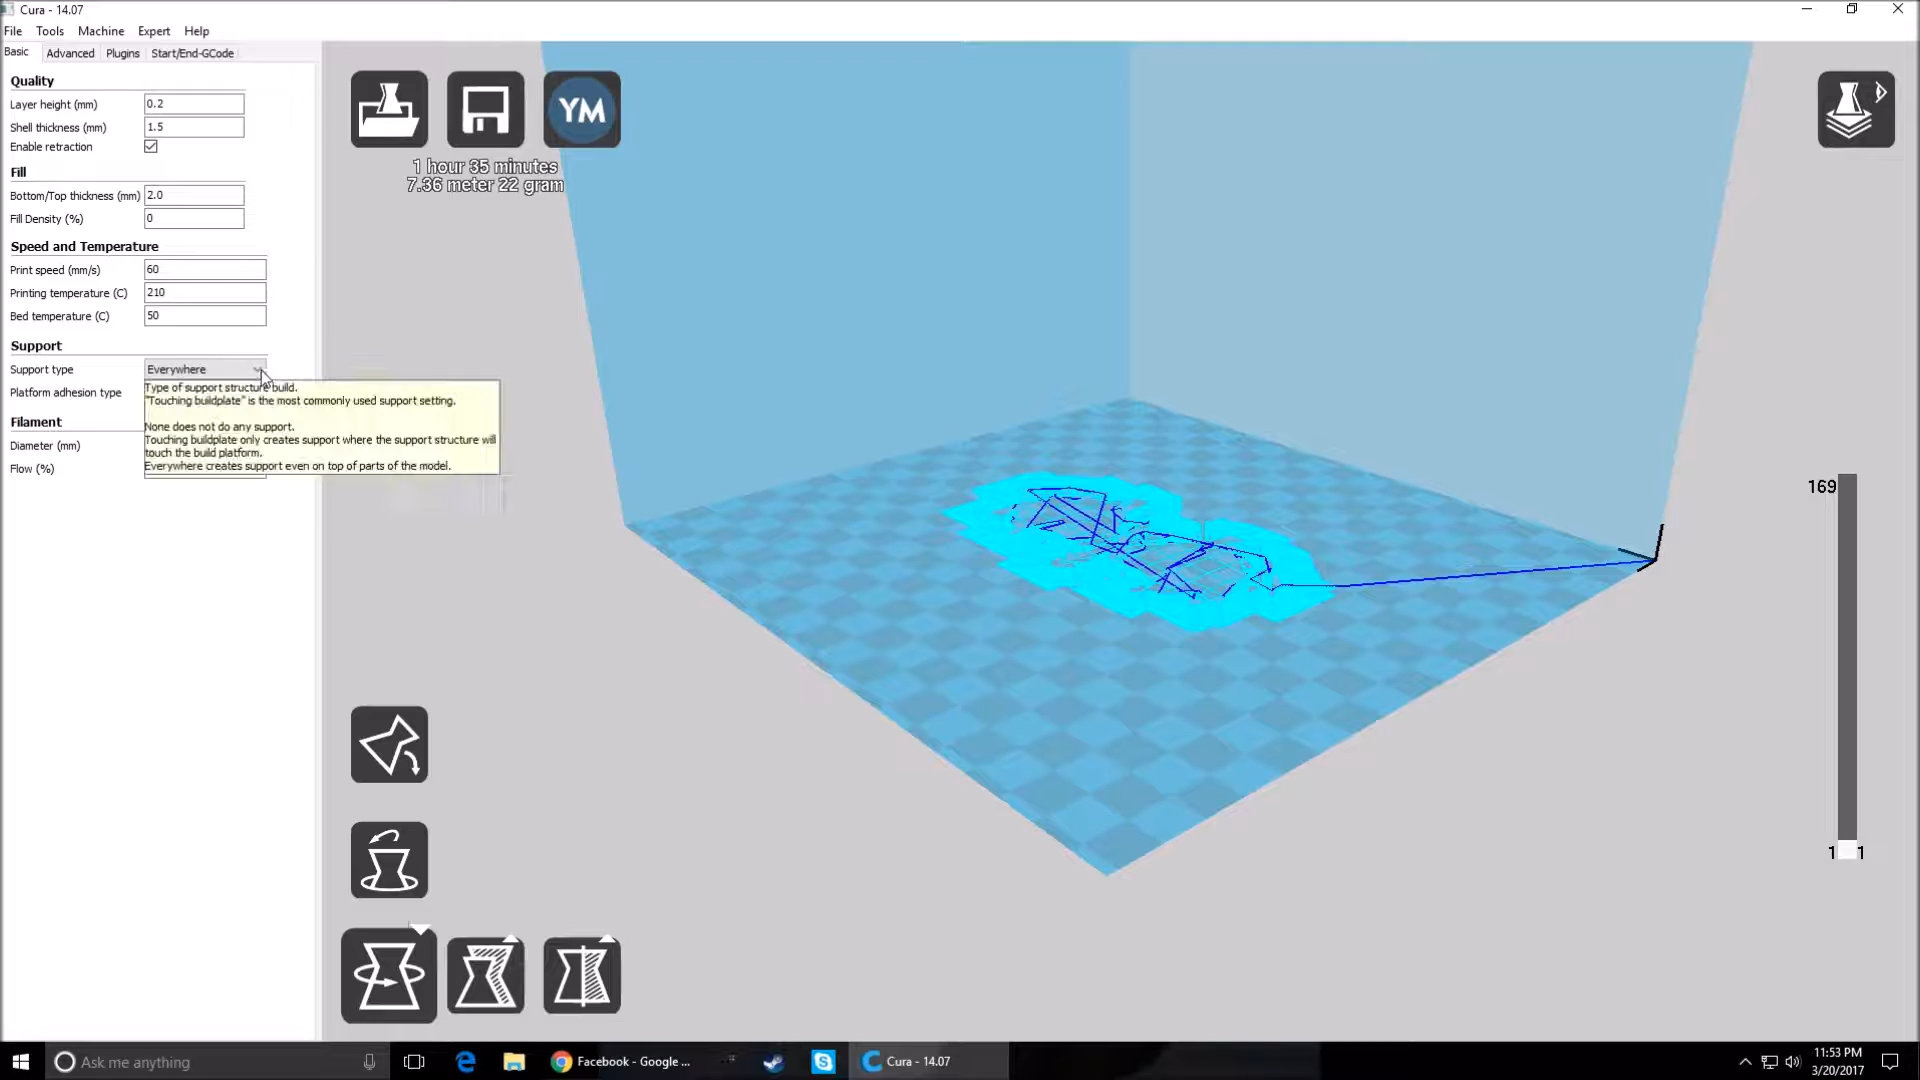 Cura - 14.07
File Tools Machine Expert Help
Basic Advanced Plugins Start/End-GCode
Quality
Layer height (mm) 0.2
Shell thickness (mm) 1.5
Enable retraction
Fill
Bottom/Top thickness (mm) 2.0
Fill Density (%) 0
Speed and Temperature
Print speed (mm/s) 60
Printing temperature (C) 210
Bed temperature (C) 50
Support
Support type Everywhere
Platform adhesion type
Type of support structure build.
"Touching buildplate" is the most commonly used support setting.
None does not do any support.
Touching buildplate only creates support where the support structure will
touch the build platform.
Everywhere creates support even on top of parts of the model.
Filament
Diameter (mm)
Flow (%)
YM
1 hour 35 minutes
7.36 meter 22 gram
169
1 1
Ask me anything
Facebook - Google ...
Cura - 14.07
11:53 PM
3/20/2017